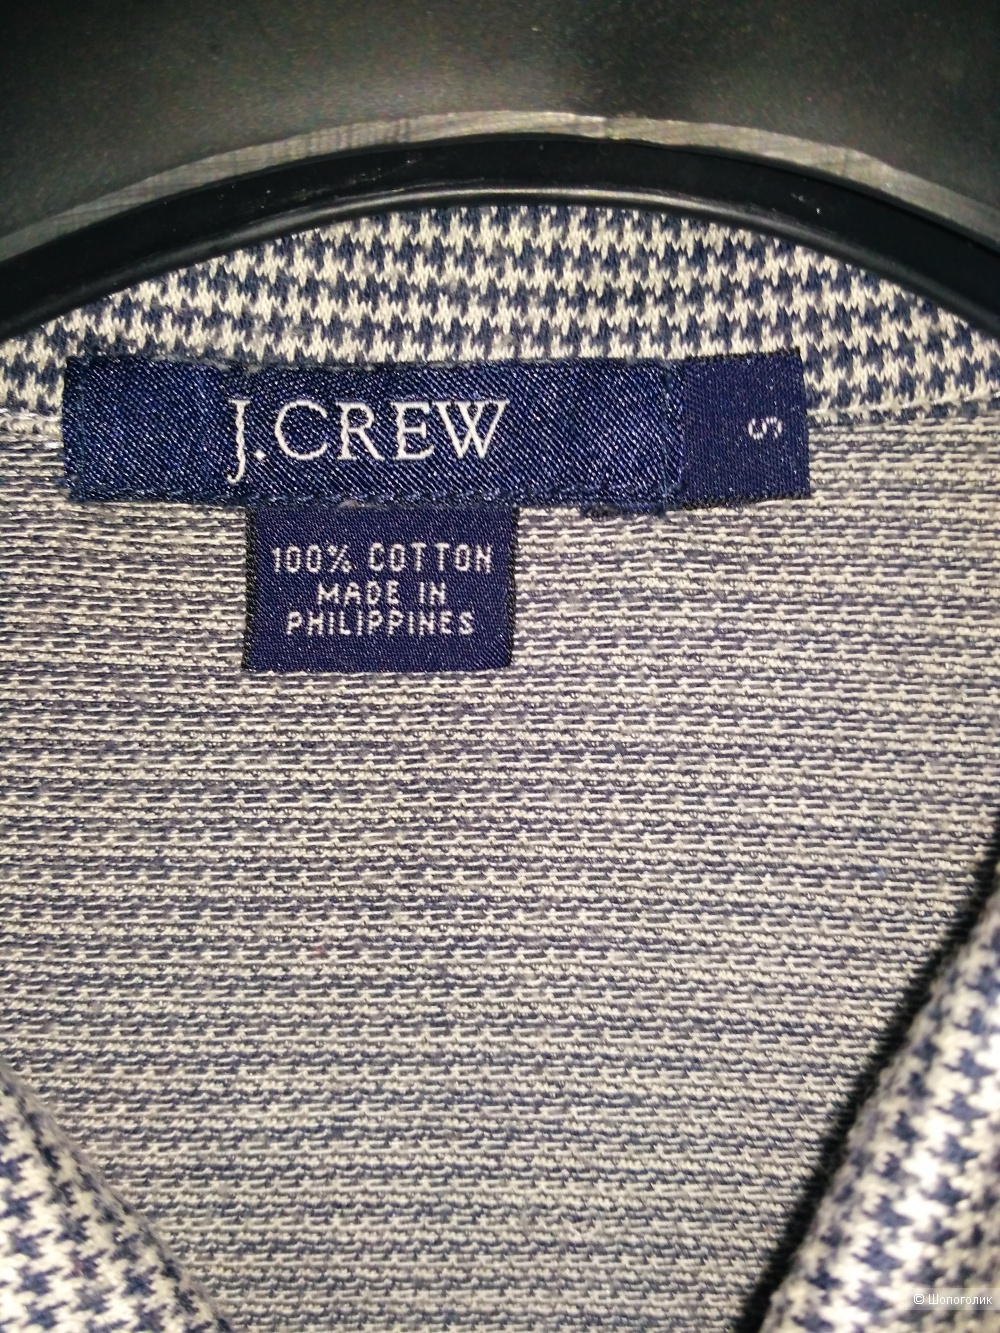 J.CREW
S
100% COTTON
MADE IN
PHILIPPINES
© Шопоголик